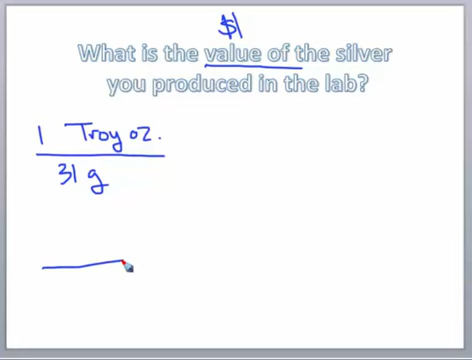 $1
What is the value of the silver
you produced in the lab?
1 Troy oz.
31 g